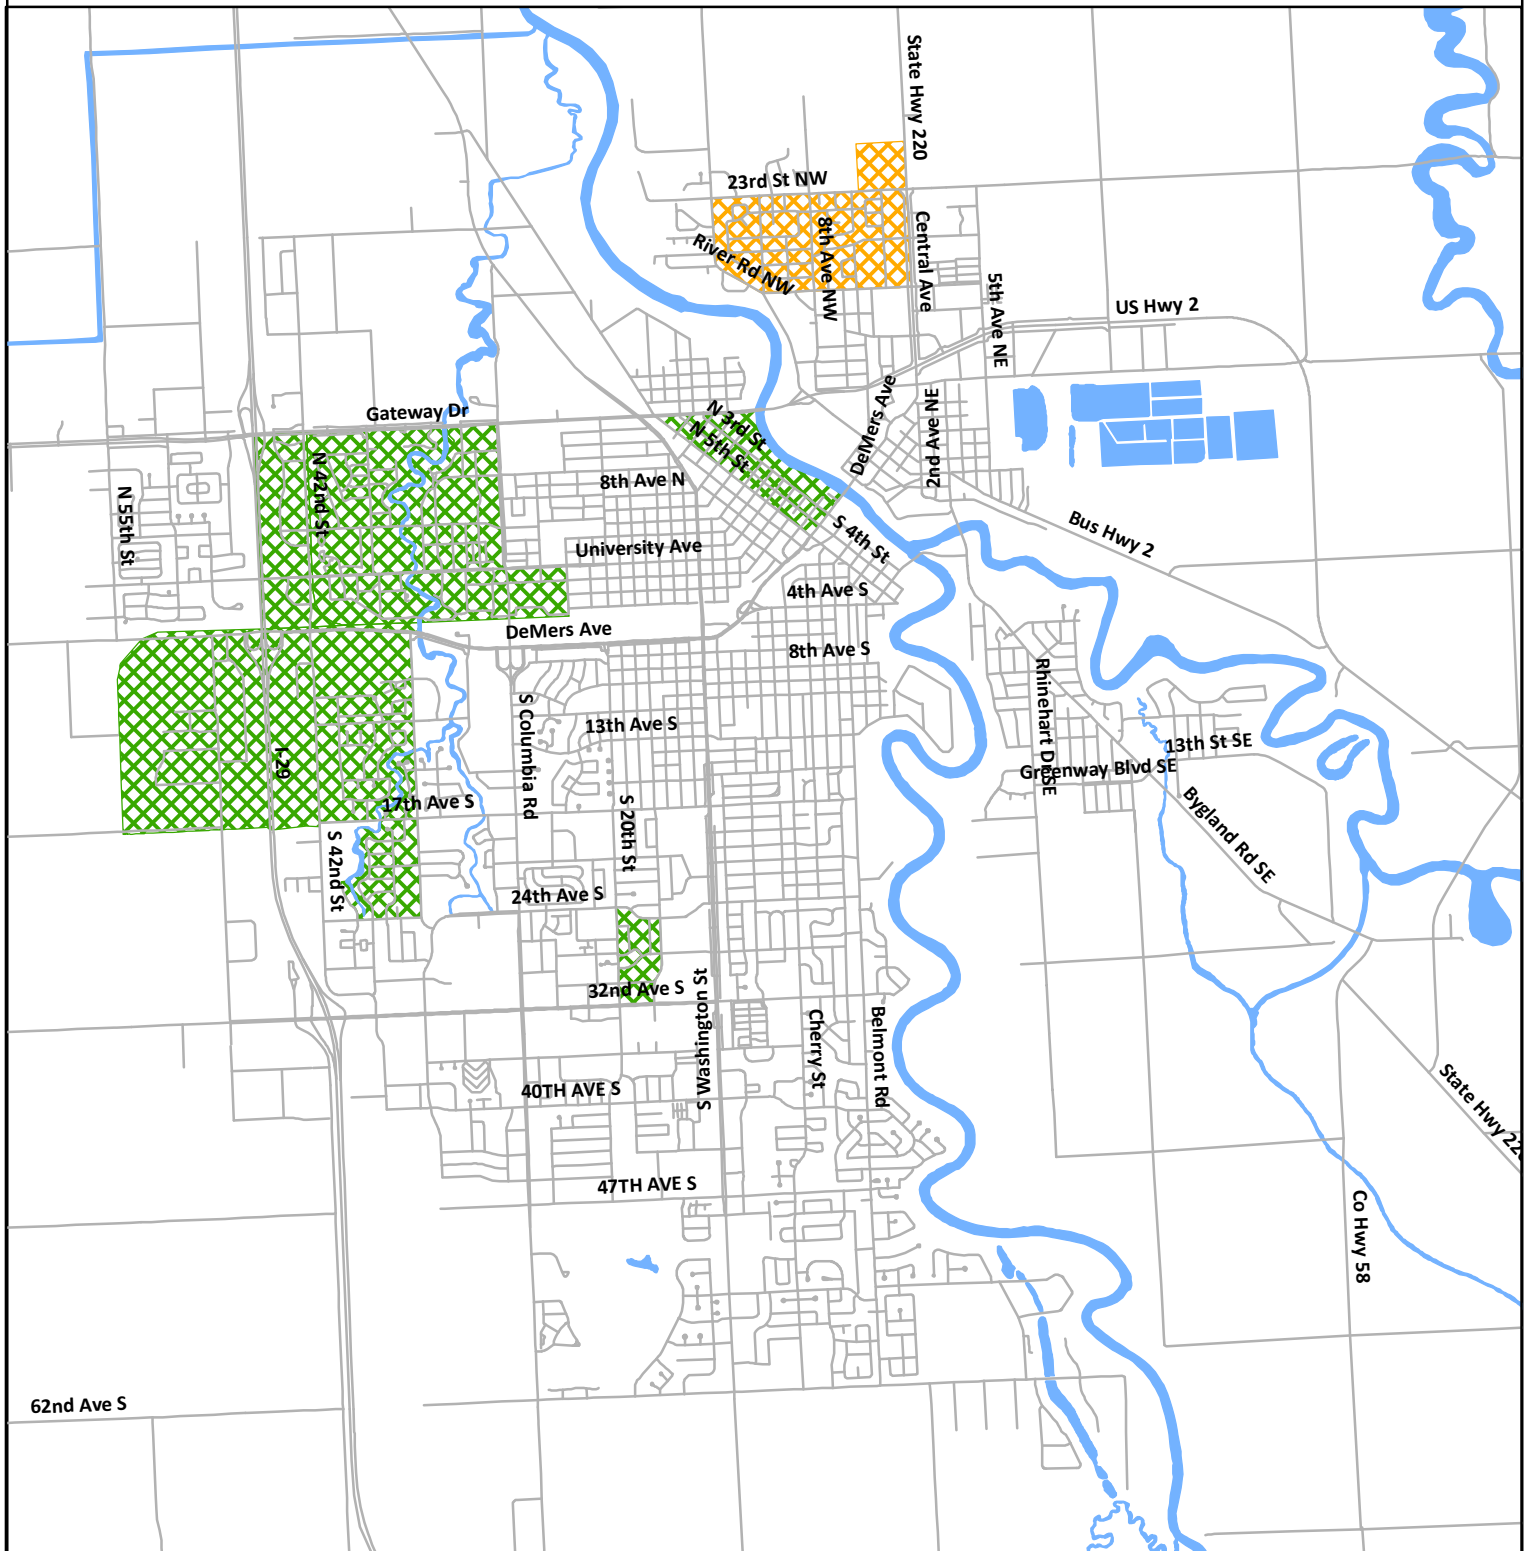 State Hwy 220
23rd St NW
8th Ave NW
Central Ave
River Rd NW
5th Ave NE
US Hwy 2
Gateway Dr
N 3rd St
N 5th St
DeMers Ave
2nd Ave NE
N 42nd St
N 55th St
8th Ave N
University Ave
S 4th St
Bus Hwy 2
4th Ave S
DeMers Ave
8th Ave S
Rhinehart Dr SE
S Columbia Rd
13th Ave S
I-29
13th St SE
Greenway Blvd SE
17th Ave S
S 20th St
Bygland Rd SE
S 42nd St
24th Ave S
32nd Ave S
S Washington St
Cherry St
Belmont Rd
40TH AVE S
State Hwy 220
47TH AVE S
Co Hwy 58
62nd Ave S